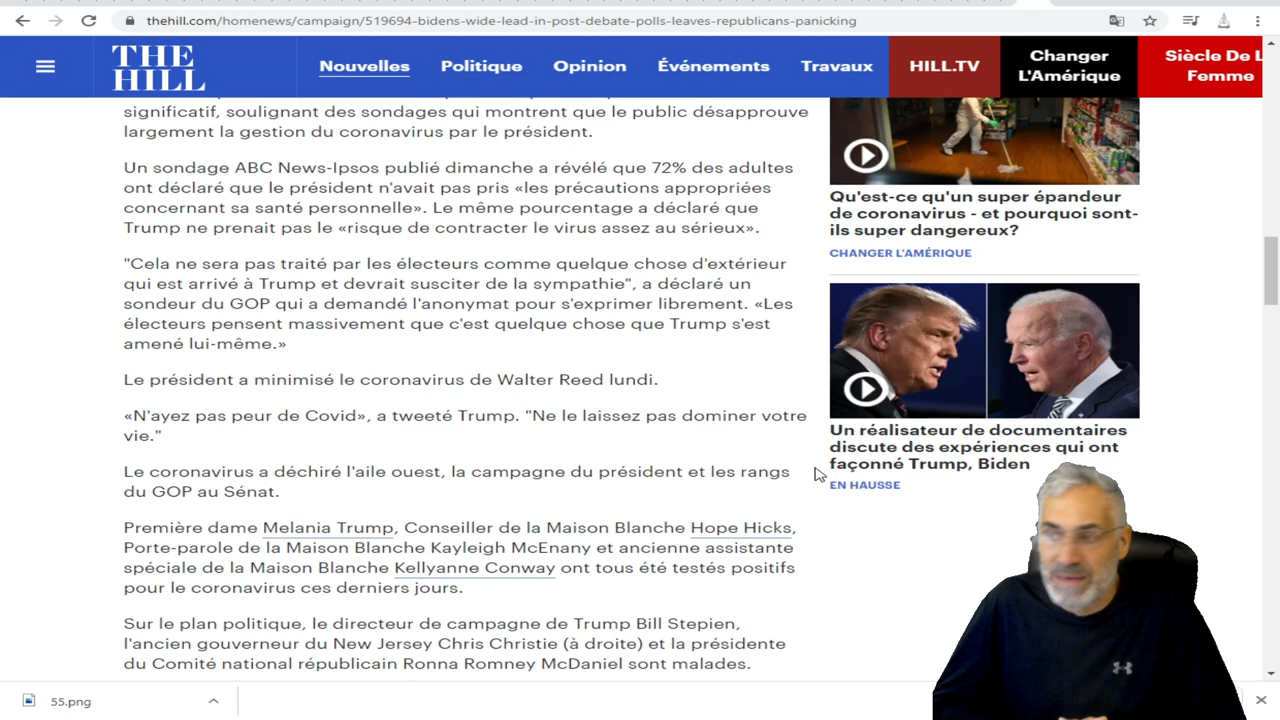 thehill.com/homenews/campaign/519694-bidens-wide-lead-in-post-debate-polls-leaves-republicans-panicking
THE
HILL
Nouvelles
Politique
Opinion
Événements
Travaux
HILL.TV
Changer
L'Amérique
Siècle De L
Femme
significatif, soulignant des sondages qui montrent que le public désapprouve
largement la gestion du coronavirus par le président.
Un sondage ABC News-Ipsos publié dimanche a révélé que 72% des adultes
ont déclaré que le président n'avait pas pris «les précautions appropriées
concernant sa santé personnelle». Le même pourcentage a déclaré que
Trump ne prenait pas le «risque de contracter le virus assez au sérieux».
"Cela ne sera pas traité par les électeurs comme quelque chose d'extérieur
qui est arrivé à Trump et devrait susciter de la sympathie", a déclaré un
sondeur du GOP qui a demandé l'anonymat pour s'exprimer librement. «Les
électeurs pensent massivement que c'est quelque chose que Trump s'est
amené lui-même.»
Le président a minimisé le coronavirus de Walter Reed lundi.
«N'ayez pas peur de Covid», a tweeté Trump. "Ne le laissez pas dominer votre
vie."
Le coronavirus a déchiré l'aile ouest, la campagne du président et les rangs
du GOP au Sénat.
Première dame Melania Trump, Conseiller de la Maison Blanche Hope Hicks,
Porte-parole de la Maison Blanche Kayleigh McEnany et ancienne assistante
spéciale de la Maison Blanche Kellyanne Conway ont tous été testés positifs
pour le coronavirus ces derniers jours.
Sur le plan politique, le directeur de campagne de Trump Bill Stepien,
l'ancien gouverneur du New Jersey Chris Christie (à droite) et la présidente
du Comité national républicain Ronna Romney McDaniel sont malades.
Qu'est-ce qu'un super épandeur
de coronavirus - et pourquoi sont-
ils super dangereux?
CHANGER L'AMÉRIQUE
Un réalisateur de documentaires
discute des expériences qui ont
façonné Trump, Biden
EN HAUSSE
55.png